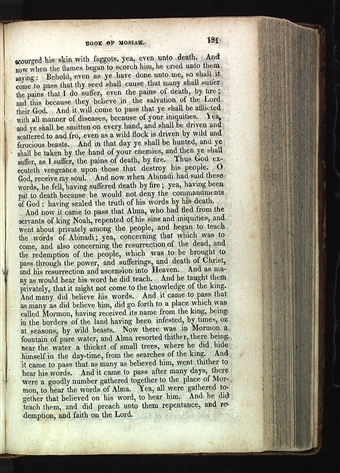 BOOK OF MOSIAH. 191
scourged his skin with faggots, yea, even unto death. And
now when the flames began to scorch him, he cried unto them
saying: Behold, even as ye have done unto me, so shall it
come to pass that thy seed shall cause that many shall suffer
the pains that I do suffer, even the pains of death, by fire;
and this because they believe in the salvation of the Lord
their God. And it will come to pass that ye shall be afflicted
with all manner of diseases, because of your iniquities. Yea,
and ye shall be smitten on every hand, and shall be driven and
scattered to and fro, even as a wild flock is driven by wild and
ferocious beasts. And in that day ye shall be hunted, and ye
shall be taken by the hand of your enemies, and then ye shall
suffer, as I suffer, the pains of death, by fire. Thus God ex-
ecuteth vengeance upon those that destroy his people. O
God, receive my soul. And now when Abinadi had said these
words, he fell, having suffered death by fire; yea, having been
put to death because he would not deny the commandments
of God: having sealed the truth of his words by his death.
And now it came to pass that Alma, who had fled from the
servants of king Noah, repented of his sins and iniquities, and
went about privately among the people, and began to teach
the words of Abinadi; yea, concerning that which was to
come, and also concerning the resurrection of the dead, and
the redemption of the people, which was to be brought to
pass through the power, and sufferings, and death of Christ,
and his resurrection and ascension into Heaven. And as ma-
ny as would hear his word he did teach. And he taught them
privately, that it might not come to the knowledge of the king.
And many did believe his words. And it came to pass that
as many as did believe him, did go forth to a place which was
called Mormon, having received its name from the king, being
in the borders of the land having been infested, by times, or
at seasons, by wild beasts. Now there was in Mormon a
fountain of pure water, and Alma resorted thither, there being
near the water a thicket of small trees, where he did hide
himself in the day-time, from the searches of the king. And
it came to pass that as many as believed him, went thither to
hear his words. And it came to pass after many days, there
were a goodly number gathered together to the place of Mor-
mon, to hear the words of Alma. Yea, all were gathered to-
gether that believed on his word, to hear him. And he did
teach them, and did preach unto them repentance, and re-
demption, and faith on the Lord.